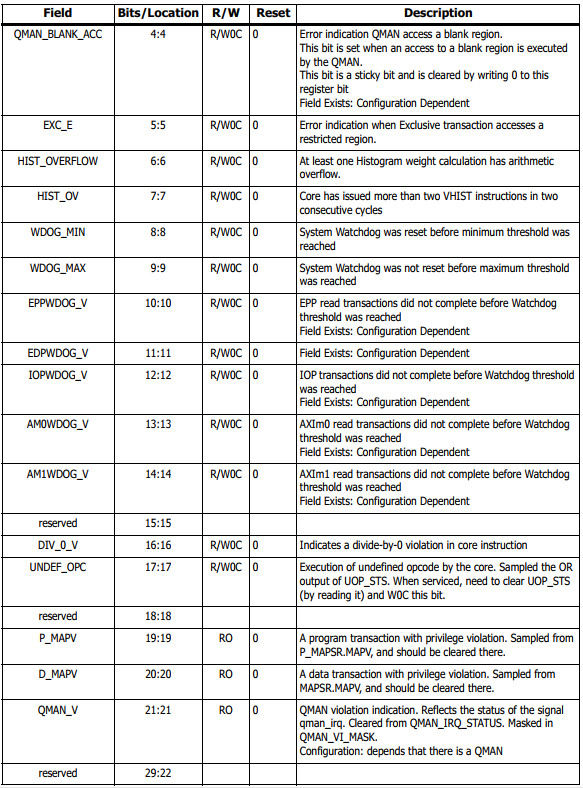 Field Bits/Location R/W Reset Description
QMAN_BLANK_ACC 4:4 R/W0C 0 Error indication QMAN access a blank region.
This bit is set when an access to a blank region is executed
by the QMAN.
This bit is a sticky bit and is cleared by writing 0 to this
register bit
Field Exists: Configuration Dependent
EXC_E 5:5 R/W0C 0 Error indication when Exclusive transaction accesses a
restricted region.
HIST_OVERFLOW 6:6 R/W0C 0 At least one Histogram weight calculation has arithmetic
overflow.
HIST_OV 7:7 R/W0C 0 Core has issued more than two VHIST instructions in two
consecutive cycles
WDOG_MIN 8:8 R/W0C 0 System Watchdog was reset before minimum threshold was
reached
WDOG_MAX 9:9 R/W0C 0 System Watchdog was not reset before maximum threshold
was reached
EPPWDOG_V 10:10 R/W0C 0 EPP read transactions did not complete before Watchdog
threshold was reached
Field Exists: Configuration Dependent
EDPWDOG_V 11:11 R/W0C 0 Field Exists: Configuration Dependent
IOPWDOG_V 12:12 R/W0C 0 IOP transactions did not complete before Watchdog threshold
was reached
Field Exists: Configuration Dependent
AM0WDOG_V 13:13 R/W0C 0 AXIm0 read transactions did not complete before Watchdog
threshold was reached
Field Exists: Configuration Dependent
AM1WDOG_V 14:14 R/W0C 0 AXIm1 read transactions did not complete before Watchdog
threshold was reached
Field Exists: Configuration Dependent
reserved 15:15
DIV_0_V 16:16 R/W0C 0 Indicates a divide-by-0 violation in core instruction
UNDEF_OPC 17:17 R/W0C 0 Execution of undefined opcode by the core. Sampled the OR
output of UOP_STS. When serviced, need to clear UOP_STS
(by reading it) and W0C this bit.
reserved 18:18
P_MAPV 19:19 RO 0 A program transaction with privilege violation. Sampled from
P_MAPSR.MAPV, and should be cleared there.
D_MAPV 20:20 RO 0 A data transaction with privilege violation. Sampled from
MAPSR.MAPV, and should be cleared there.
QMAN_V 21:21 RO 0 QMAN violation indication. Reflects the status of the signal
qman_irq. Cleared from QMAN_IRQ_STATUS. Masked in
QMAN_VI_MASK.
Configuration: depends that there is a QMAN
reserved 29:22